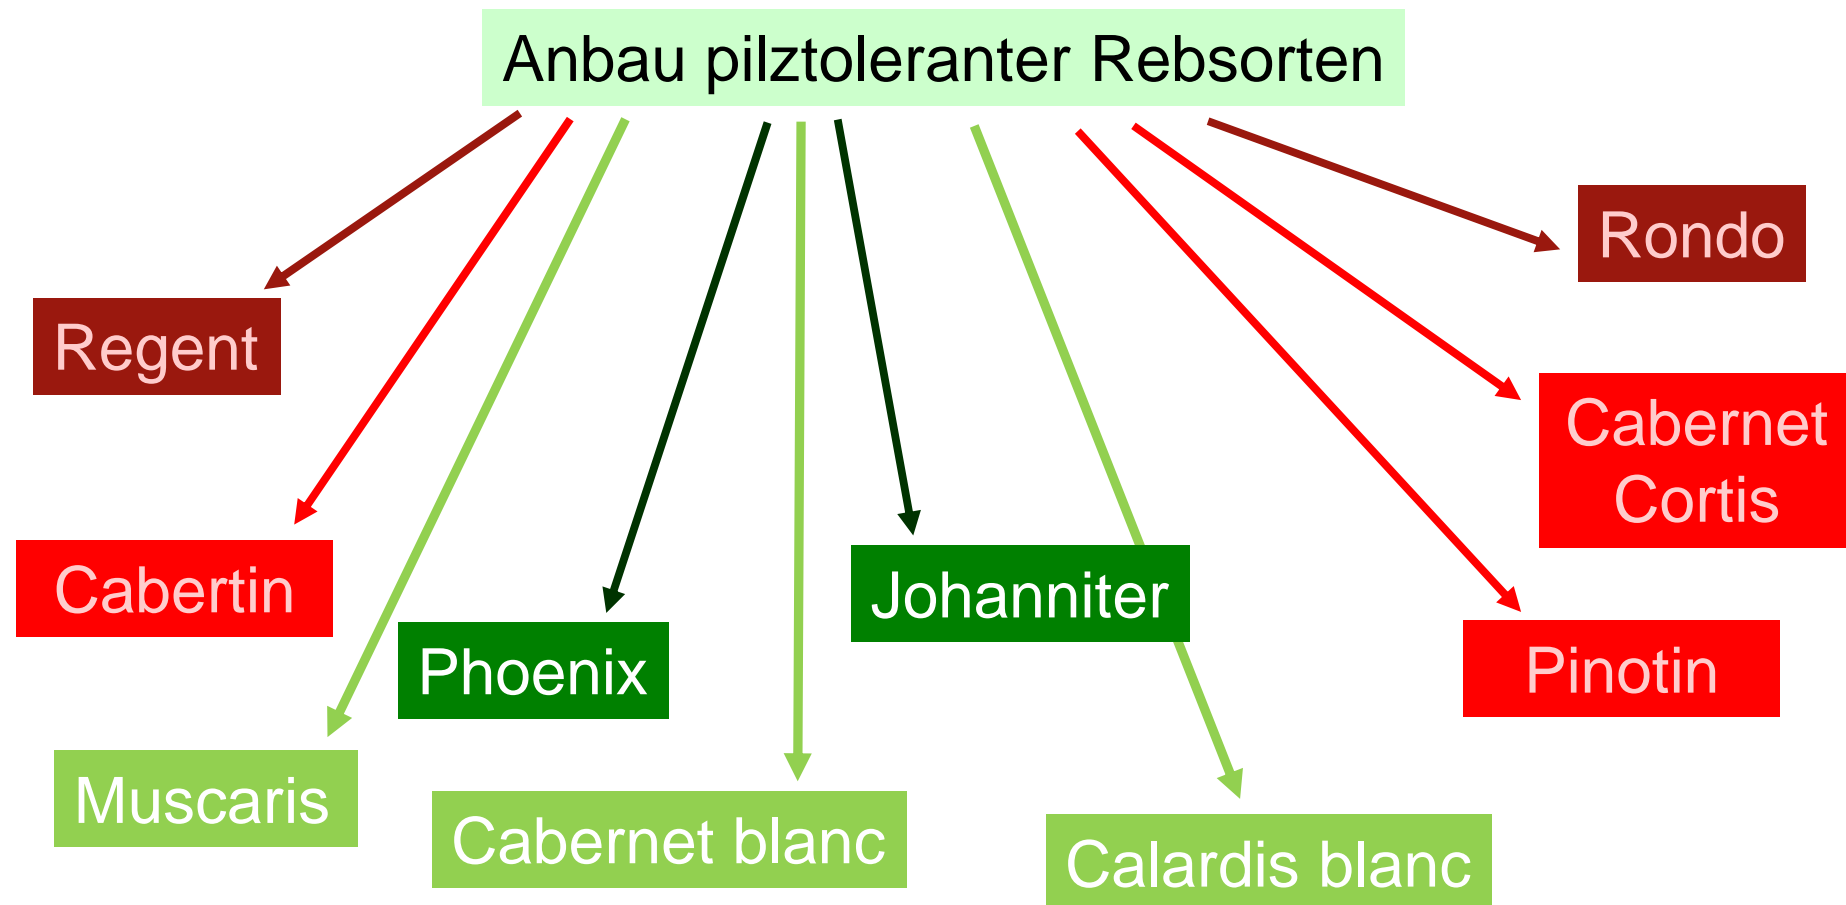 Anbau pilztoleranter Rebsorten
Rondo
Regent
Cabernet
Cortis
Cabertin
Johanniter
Phoenix
Pinotin
Muscaris
Cabernet blanc
Calardis blanc